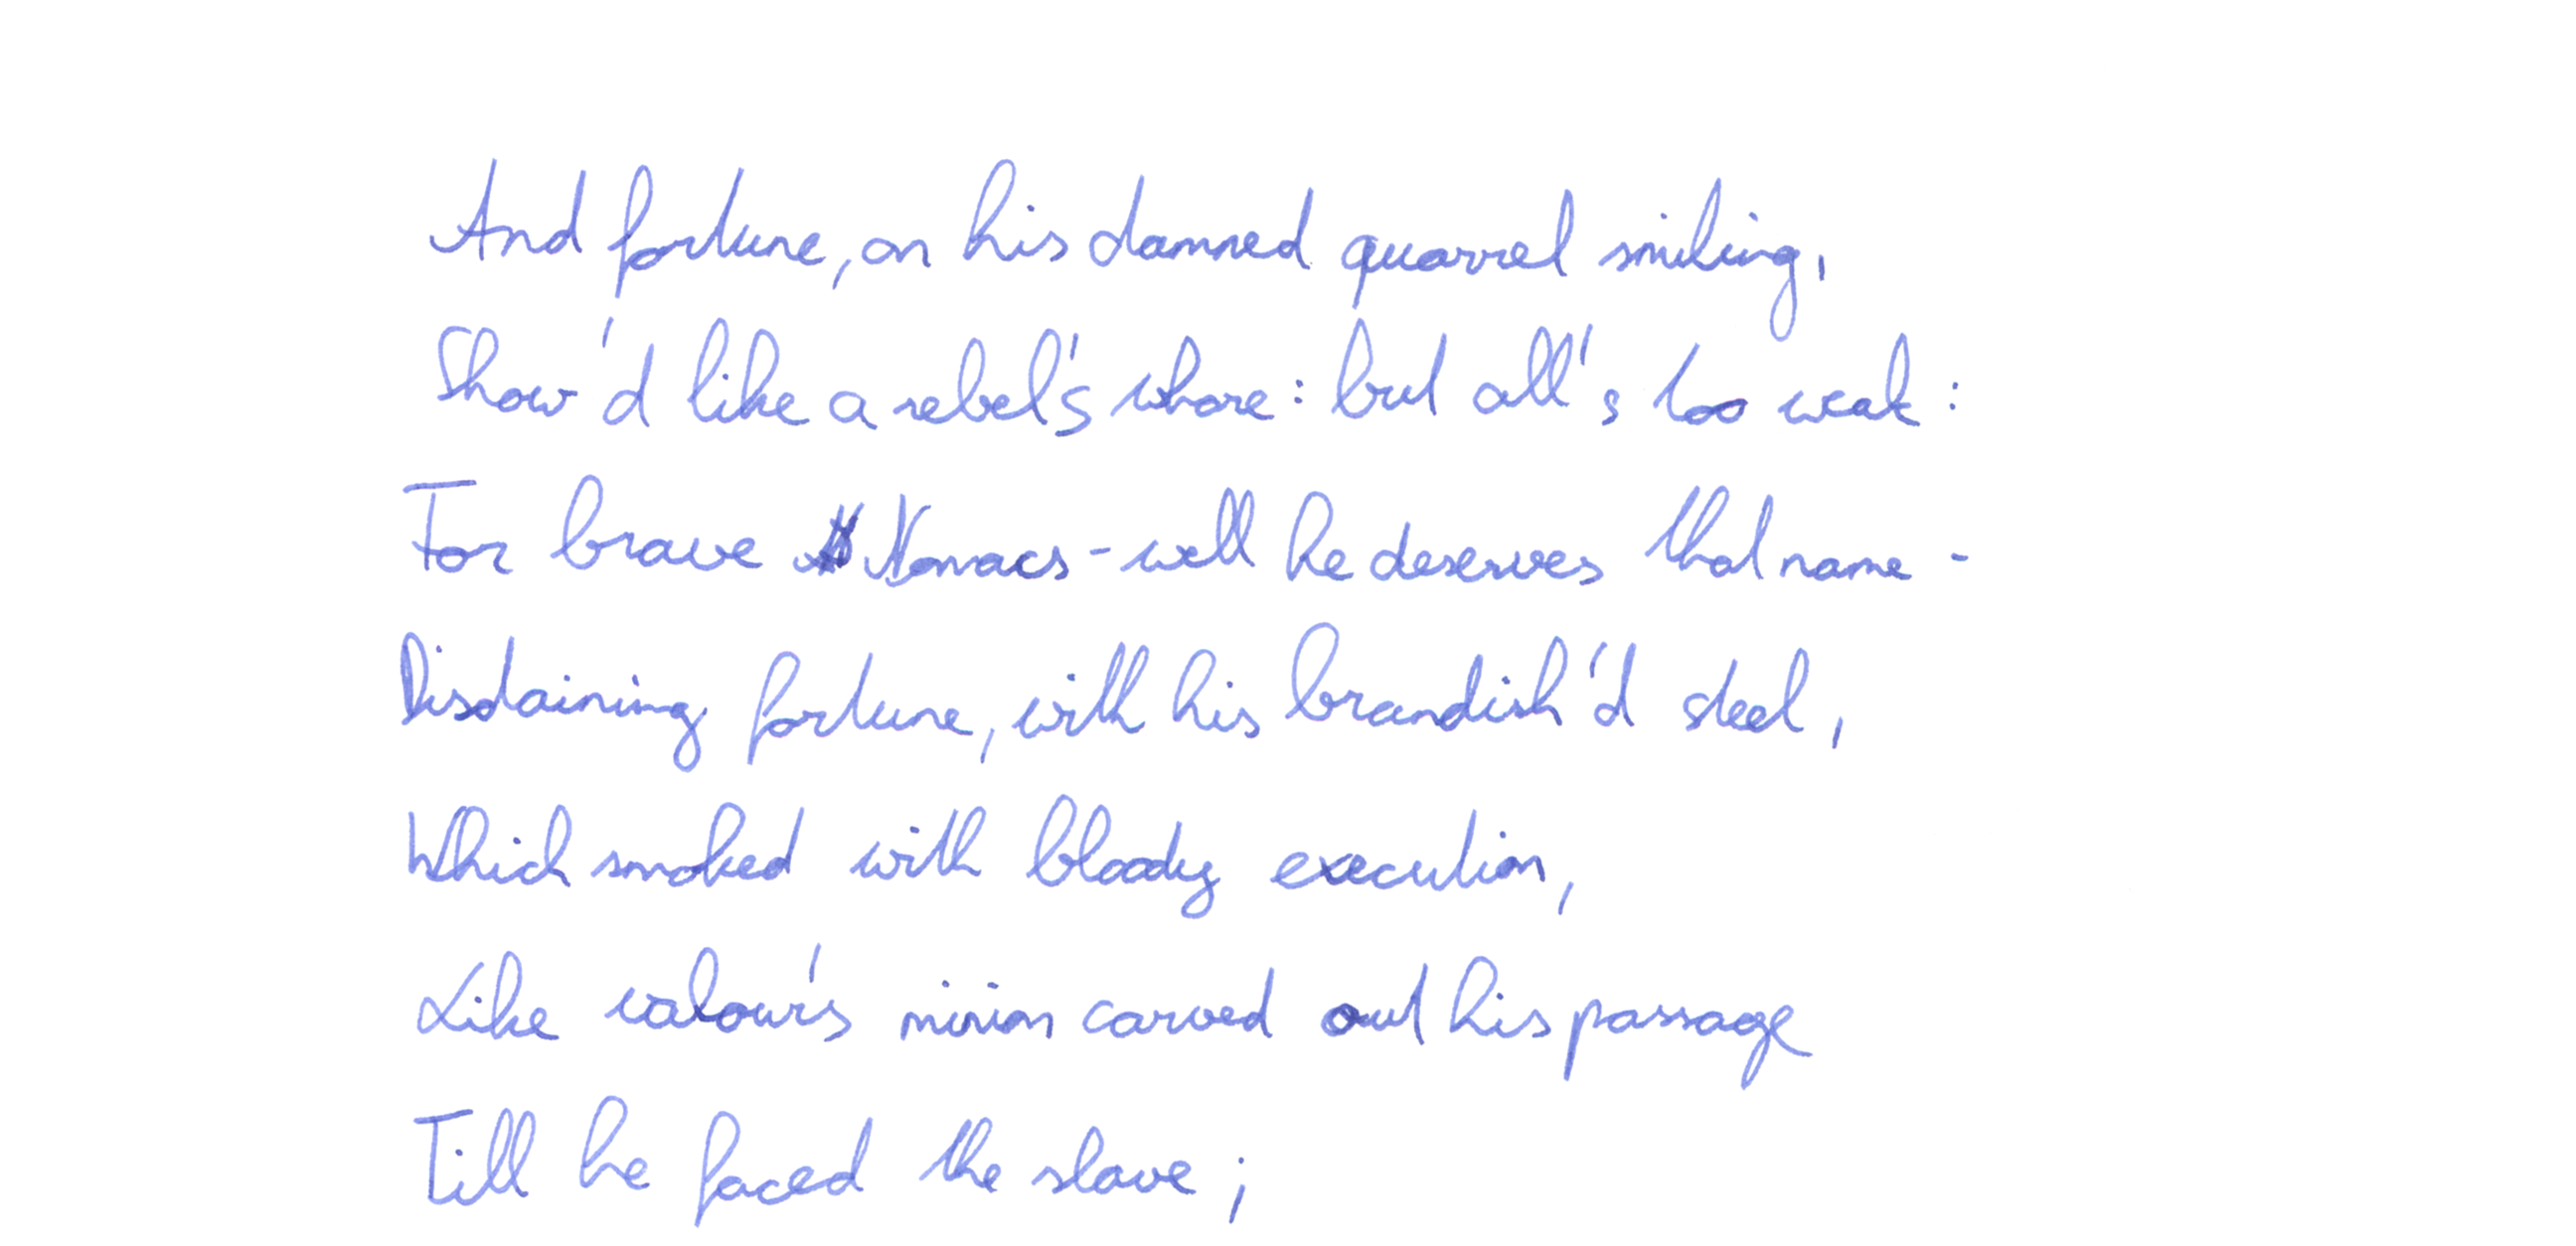 And fortune, on his damned quarrel smiling,
Show'd like a rebel's whore: but all's too weak:
For brave Kovacs - well he deserves that name -
Disdaining fortune, with his brandish'd steel,
Which smoked with bloody execution,
Like valour's minion carved out his passage
Till he faced the slave;